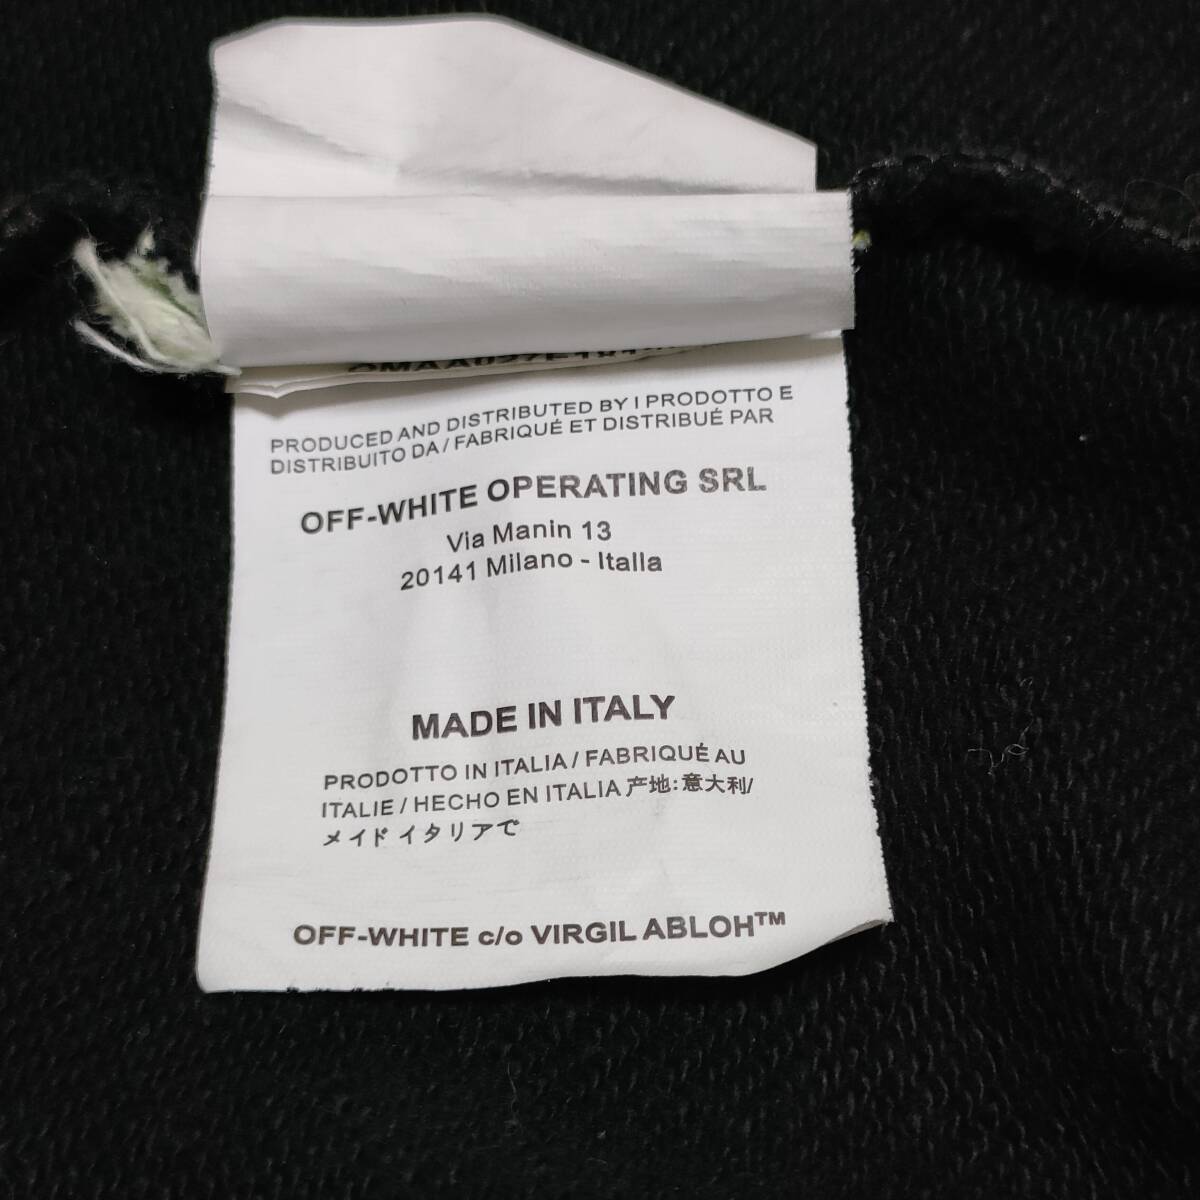 PRODUCED AND DISTRIBUTED BY I PRODOTTO E
DISTRIBUITO DA / FABRIQUÉ ET DISTRIBUÉ PAR
OFF-WHITE OPERATING SRL
Via Manin 13
20141 Milano - Italia
MADE IN ITALY
PRODOTTO IN ITALIA / FABRIQUÉ AU
ITALIE / HECHO EN ITALIA 产地:意大利/
メイド イタリアで
OFF-WHITE c/o VIRGIL ABLOH™